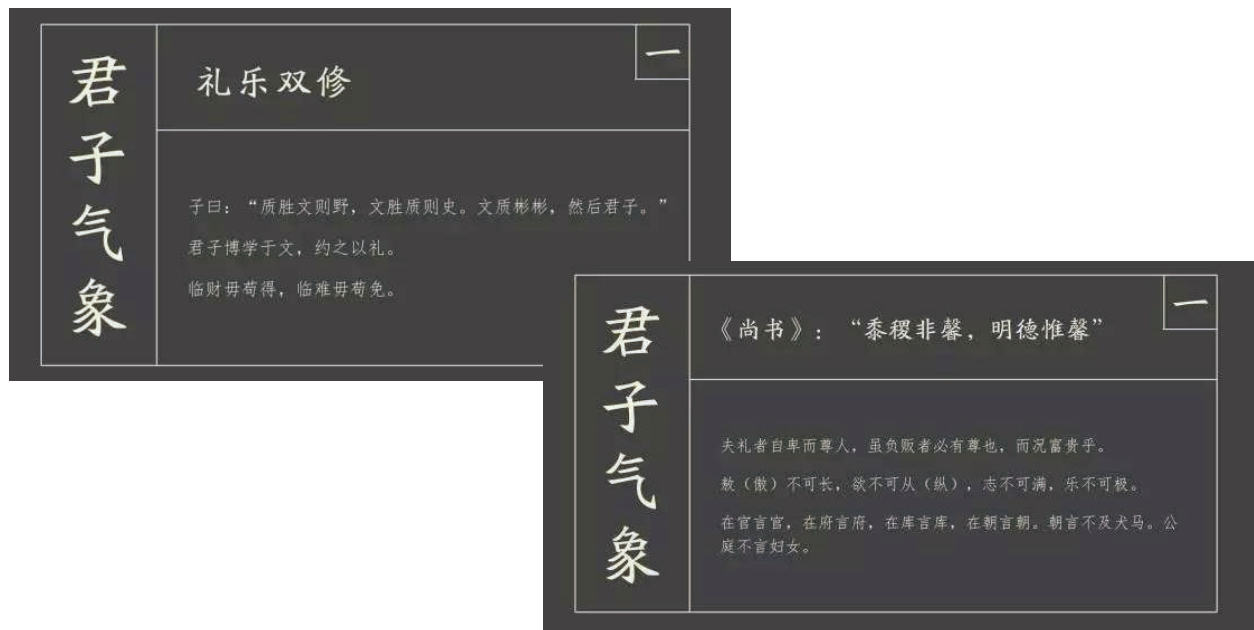 君子气象
礼乐双修
一
子曰：“质胜文则野，文胜质则史。文质彬彬，然后君子。”
君子博学于文，约之以礼。
临财毋苟得，临难毋苟免。
君子气象
《尚书》：“黍稷非馨，明德惟馨”
一
夫礼者自卑而尊人，虽负贩者必有尊也，而况富贵乎。
敖（傲）不可长，欲不可从（纵），志不可满，乐不可极。
在官言官，在府言府，在库言库，在朝言朝。朝言不及犬马。公
庭不言妇女。